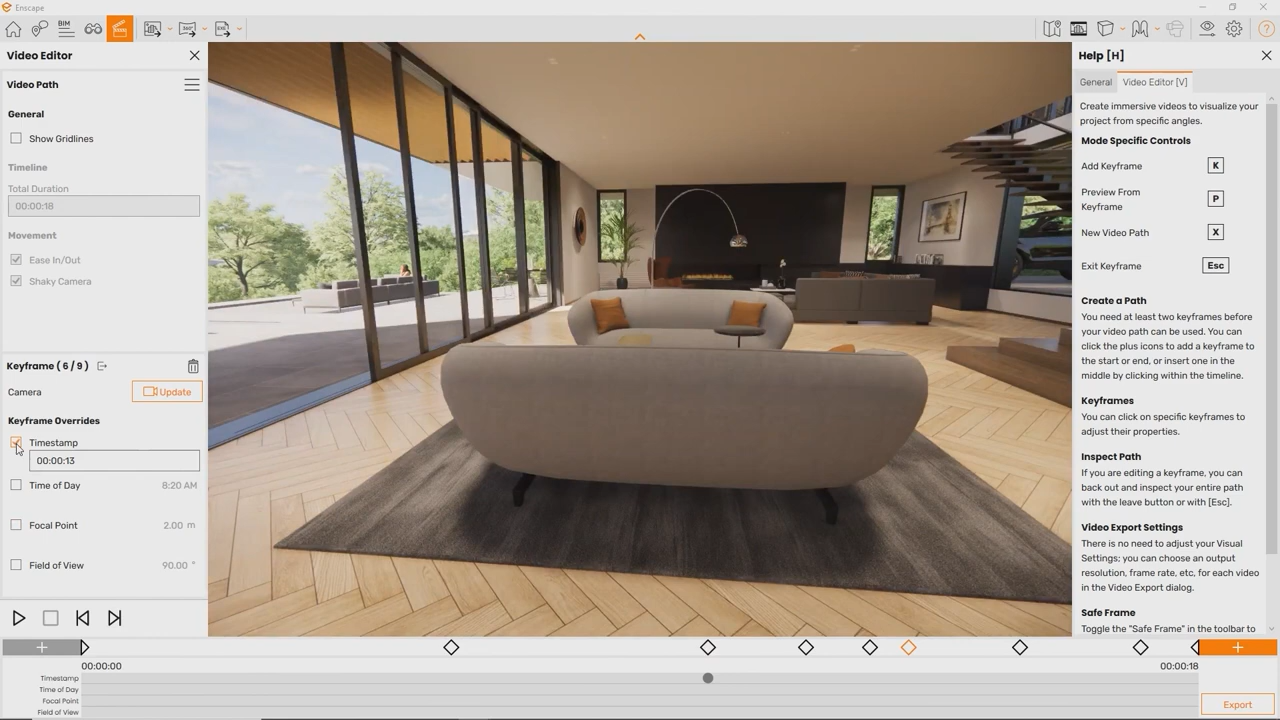 Enscape
BIM
360°
EXE
Video Editor
Video Path
General
Show Gridlines
Timeline
Total Duration
00:00:18
Movement
Ease In/Out
Shaky Camera
Keyframe ( 6 / 9 )
Camera
Update
Keyframe Overrides
Timestamp
00:00:13
Time of Day 8:20 AM
Focal Point 2.00 m
Field of View 90.00 °
Help [H]
General Video Editor [V]
Create immersive videos to visualize your
project from specific angles.
Mode Specific Controls
Add Keyframe K
Preview From
Keyframe P
New Video Path X
Exit Keyframe Esc
Create a Path
You need at least two keyframes before
your video path can be used. You can
click the plus icons to add a keyframe to
the start or end, or insert one in the
middle by clicking within the timeline.
Keyframes
You can click on specific keyframes to
adjust their properties.
Inspect Path
If you are editing a keyframe, you can
back out and inspect your entire path
with the leave button or with [Esc].
Video Export Settings
There is no need to adjust your Visual
Settings; you can choose an output
resolution, frame rate, etc, for each video
in the Video Export dialog.
Safe Frame
Toggle the "Safe Frame" in the toolbar to
00:00:00 00:00:18
Timestamp
Time of Day
Focal Point
Field of View
Export